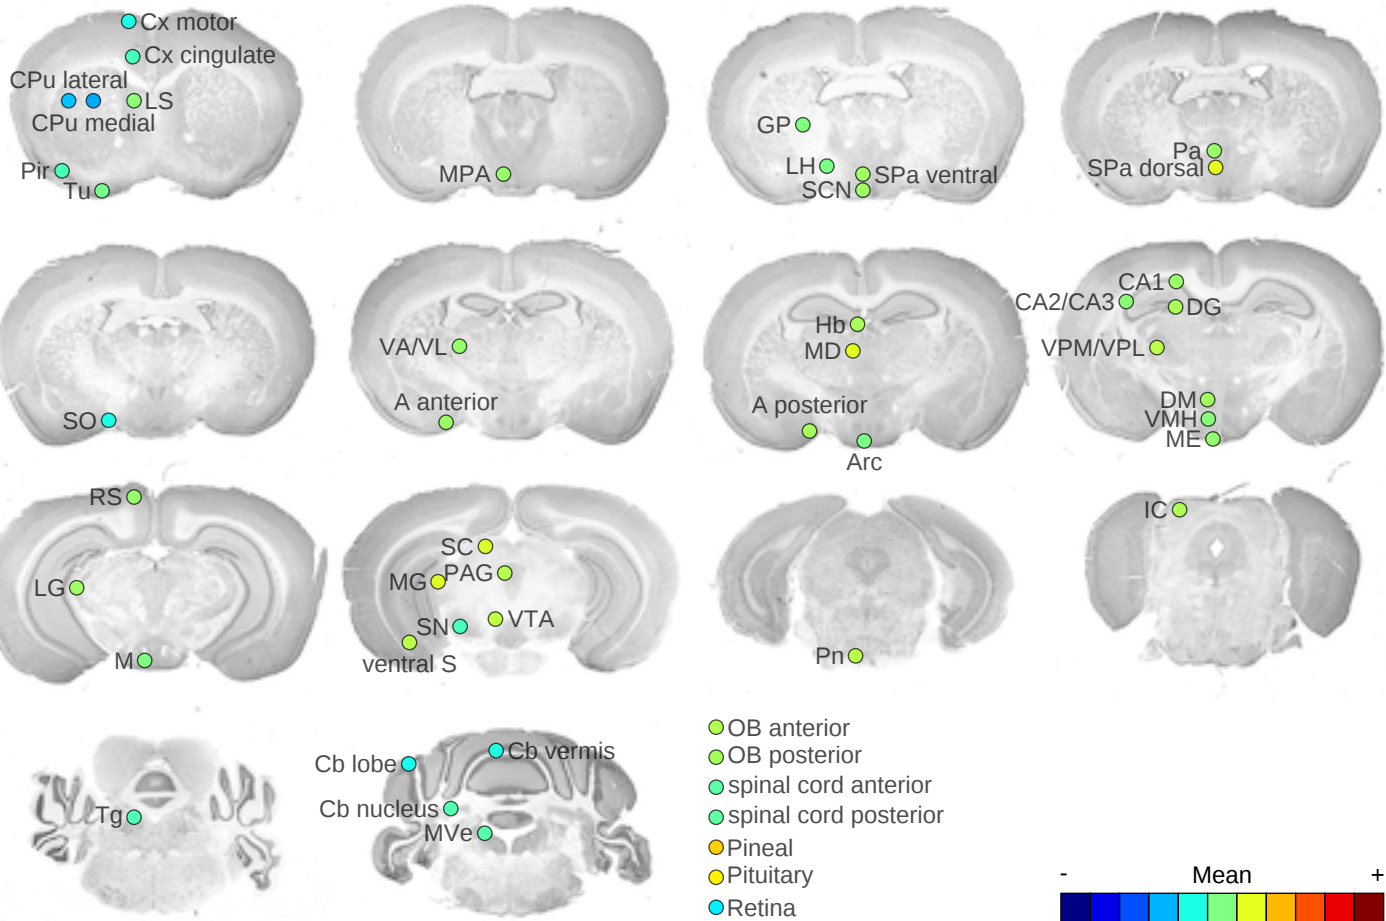 Cx motor
Cx cingulate
CPu lateral
LS
CPu medial
Pir
Tu
MPA
GP
LH
SPa ventral
SCN
Pa
SPa dorsal
SO
VA/VL
A anterior
Hb
MD
A posterior
Arc
CA1
CA2/CA3
DG
VPM/VPL
DM
VMH
ME
RS
LG
M
SC
MG
PAG
SN
VTA
ventral S
Pn
IC
Tg
Cb lobe
Cb vermis
Cb nucleus
MVe
OB anterior
OB posterior
spinal cord anterior
spinal cord posterior
Pineal
Pituitary
Retina
- Mean +